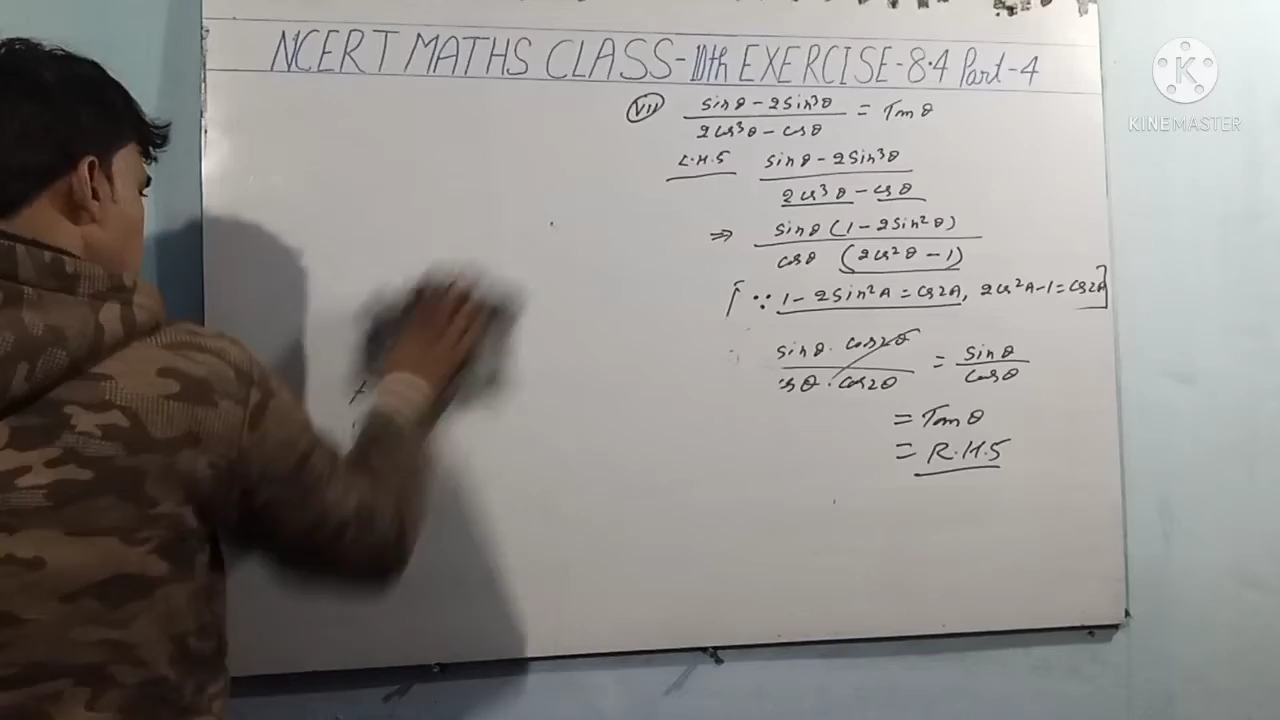 NCERT MATHS CLASS-10th EXERCISE-8.4 Part-4
K
KINEMASTER
(VII) (sinθ - 2sin³θ)/(2cos³θ - cosθ) = Tanθ
L.H.S (sinθ - 2sin³θ)/(2cos³θ - cosθ)
⇒ sinθ(1 - 2sin²θ)/cosθ(2cos²θ - 1)
[∵ 1 - 2sin²A = cos2A, 2cos²A-1 = cos2A]
sinθ · cos2θ/cosθ · cos2θ = sinθ/cosθ
= Tanθ
= R.H.S